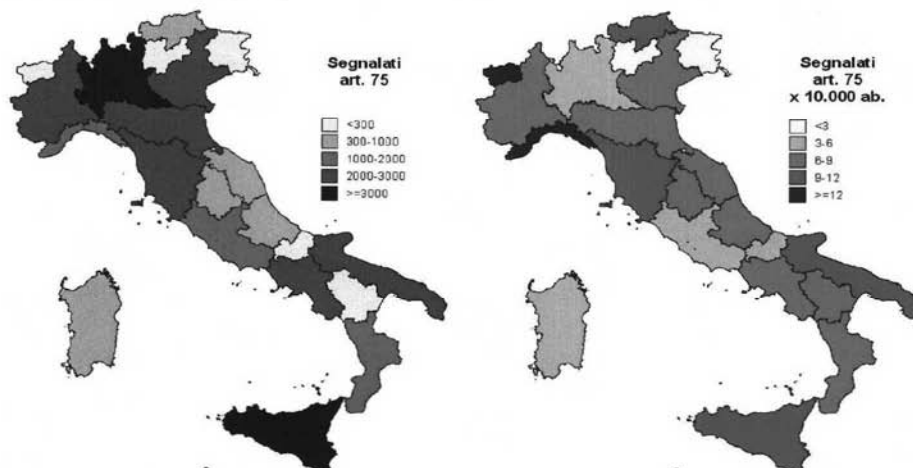 Segnalati
art. 75
<300
300-1000
1000-2000
2000-3000
>=3000
Segnalati
art. 75
x 10.000 ab.
<3
3-6
6-9
9-12
>=12